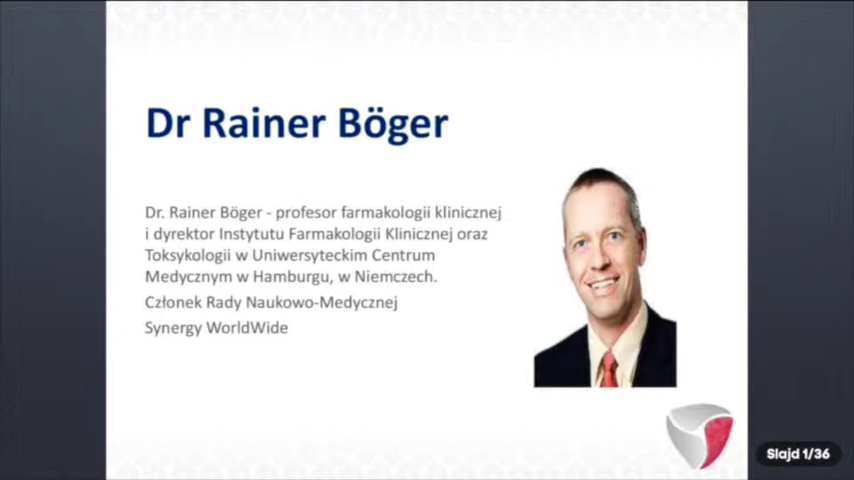 Dr Rainer Böger
Dr. Rainer Böger - profesor farmakologii klinicznej
i dyrektor Instytutu Farmakologii Klinicznej oraz
Toksykologii w Uniwersyteckim Centrum
Medycznym w Hamburgu, w Niemczech.
Członek Rady Naukowo-Medycznej
Synergy WorldWide
Slajd 1/36